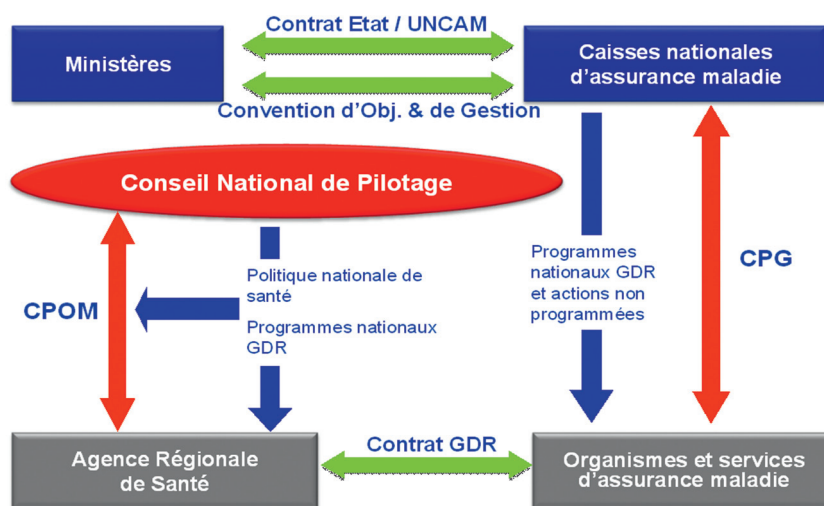 Contrat Etat / UNCAM
Ministères
Caisses nationales
d'assurance maladie
Convention d'Obj. & de Gestion
Conseil National de Pilotage
Politique nationale de
santé
Programmes nationaux
GDR
CPOM
Programmes
nationaux GDR
et actions non
programmées
CPG
Agence Régionale
de Santé
Contrat GDR
Organismes et services
d'assurance maladie